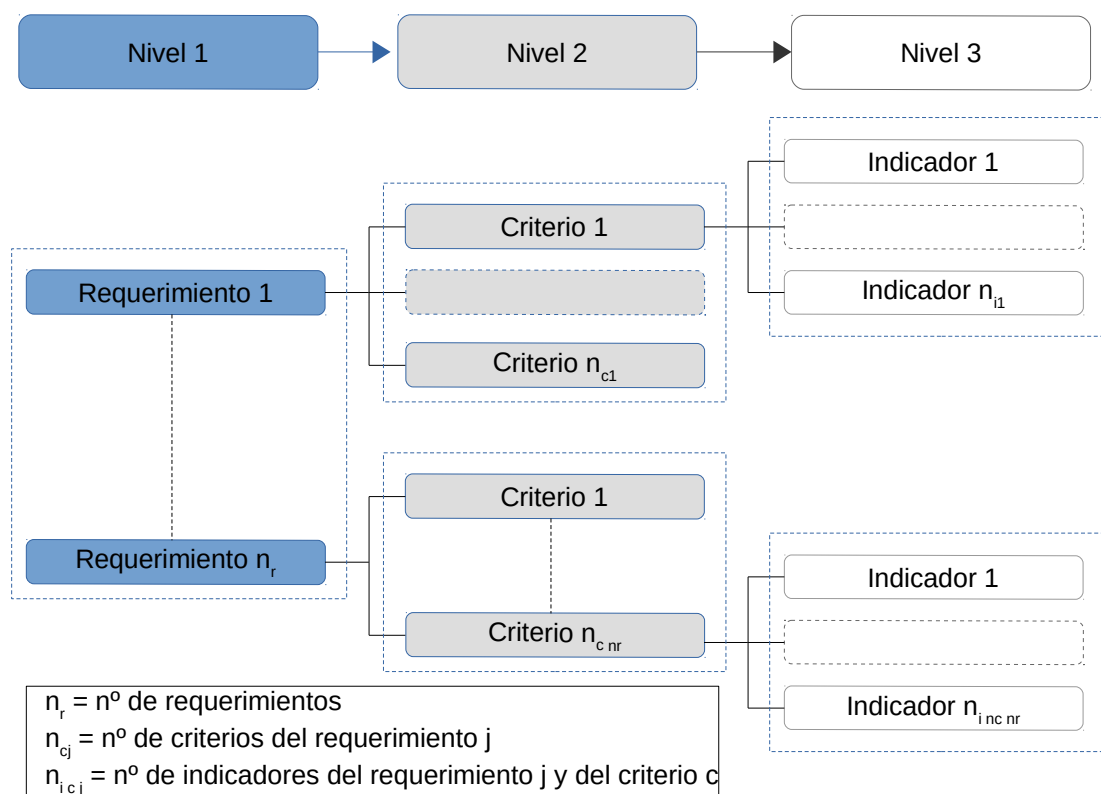 Nivel 1
Nivel 2
Nivel 3
Indicador 1
Criterio 1
Requerimiento 1
Indicador n_i1
Criterio n_c1
Criterio 1
Requerimiento n_r
Indicador 1
Criterio n_c nr
Indicador n_i nc nr
n_r = nº de requerimientos
n_cj = nº de criterios del requerimiento j
n_i c j = nº de indicadores del requerimiento j y del criterio c